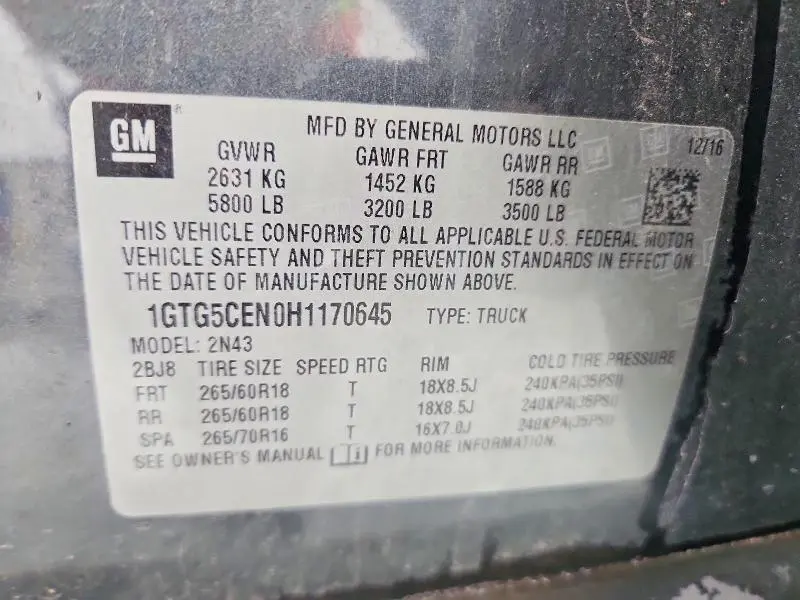 GM
MFD BY GENERAL MOTORS LLC 12/16
GVWR GAWR FRT GAWR RR
2631 KG 1452 KG 1588 KG
5800 LB 3200 LB 3500 LB
THIS VEHICLE CONFORMS TO ALL APPLICABLE U.S. FEDERAL MOTOR
VEHICLE SAFETY AND THEFT PREVENTION STANDARDS IN EFFECT ON
THE DATE OF MANUFACTURE SHOWN ABOVE.
1GTG5CEN0H1170645 TYPE: TRUCK
MODEL: 2N43
2BJ8 TIRE SIZE SPEED RTG RIM COLD TIRE PRESSURE
FRT 265/60R18 T 18X8.5J 240KPA(35PSI)
RR 265/60R18 T 18X8.5J 240KPA(35PSI)
SPA 265/70R16 T 16X7.0J 240KPA(35PSI)
SEE OWNER'S MANUAL FOR MORE INFORMATION.